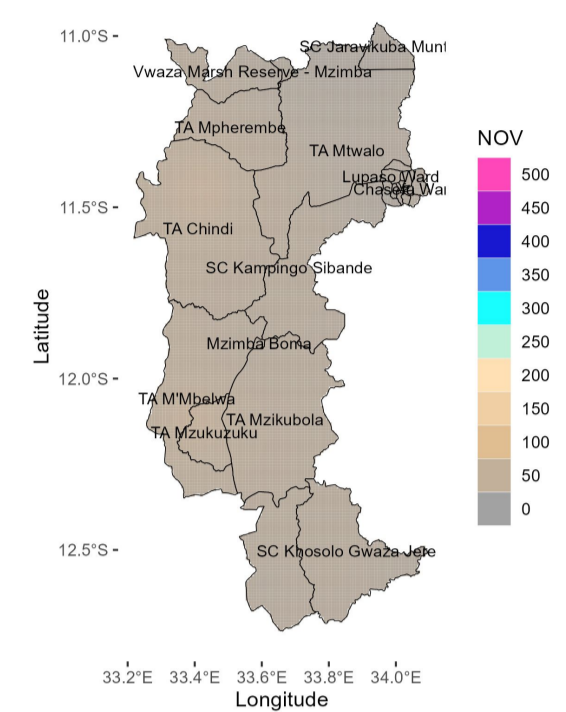 11.0°S
SC Jaravikuba
Vwaza Marsh Reserve - Mzimba
TA Mpherembe
TA Mtwalo
Lupaso Ward
11.5°S
TA Chindi
SC Kampingo Sibande
Mzimba Boma
12.0°S
TA M'Mbelwa
TA Mzikubola
TA Mzukuzuku
12.5°S
SC Khosolo Gwaza Jere
33.2°E 33.4°E 33.6°E 33.8°E 34.0°E
Longitude
Latitude
NOV
500
450
400
350
300
250
200
150
100
50
0